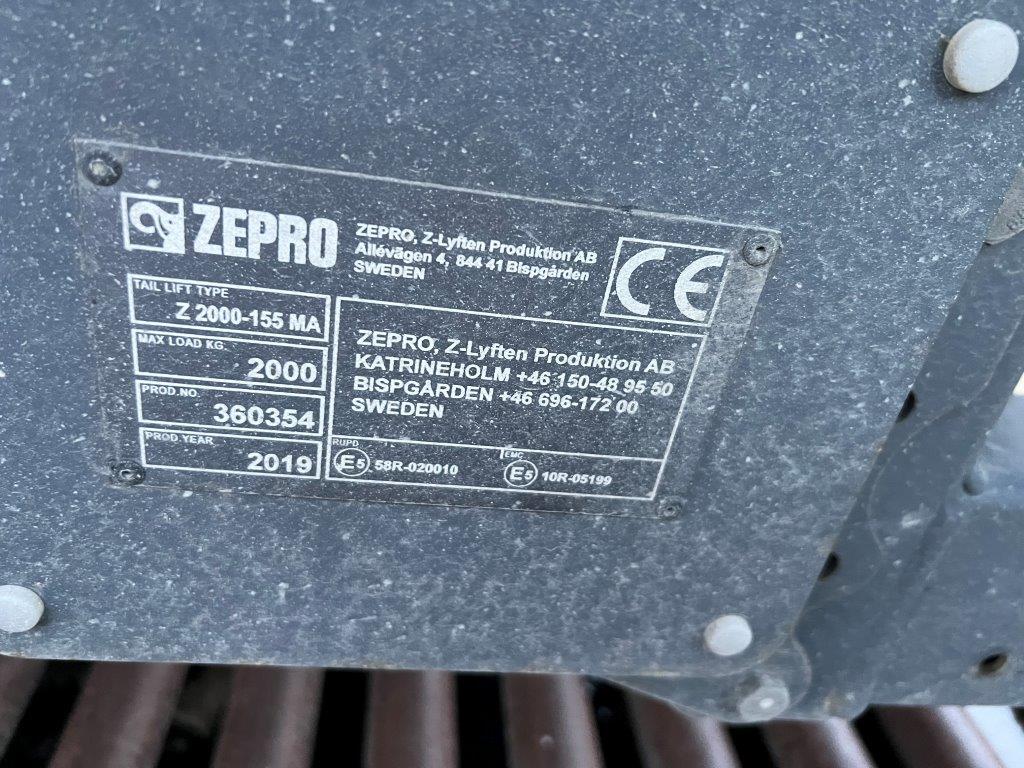 ZEPRO
ZEPRO, Z-Lyften Produktion AB
Allévägen 4, 844 41 Bispgården
SWEDEN
CE
TAIL LIFT TYPE
Z 2000-155 MA
MAX LOAD KG.
2000
PROD.NO.
360354
PROD.YEAR
2019
ZEPRO, Z-Lyften Produktion AB
KATRINEHOLM +46 150-48 95 50
BISPGÅRDEN +46 696-172 00
SWEDEN
RUPD
E5 58R-020010
EMC
E5 10R-05199